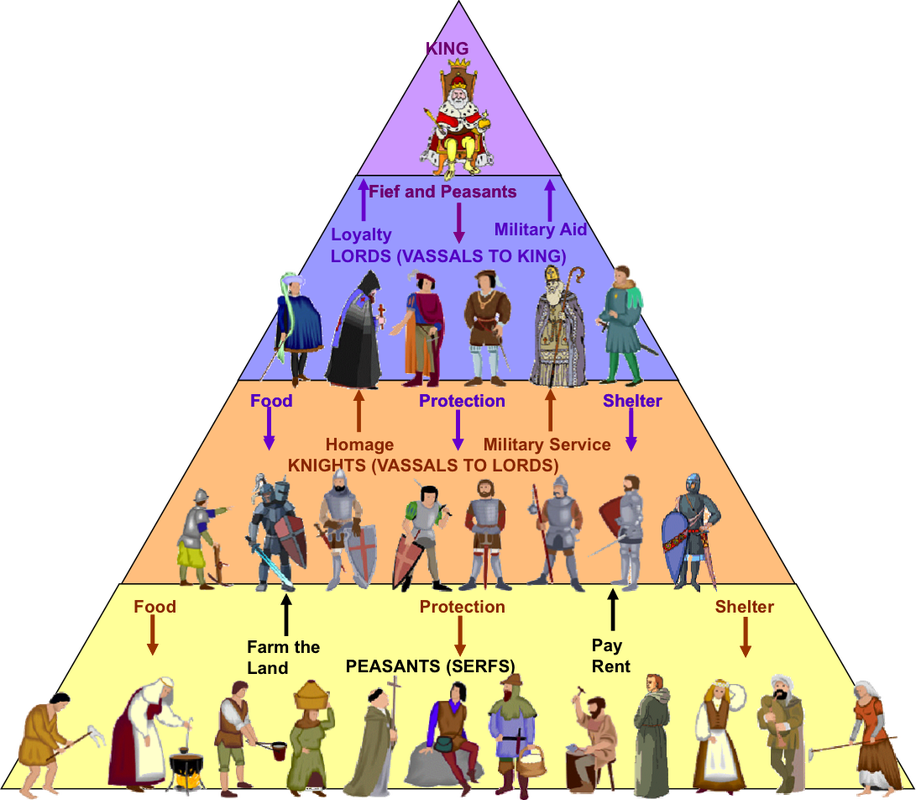 KING
Fief and Peasants
Loyalty
Military Aid
LORDS (VASSALS TO KING)
Food
Protection
Shelter
Homage
Military Service
KNIGHTS (VASSALS TO LORDS)
Food
Protection
Shelter
Farm the
Land
Pay
Rent
PEASANTS (SERFS)